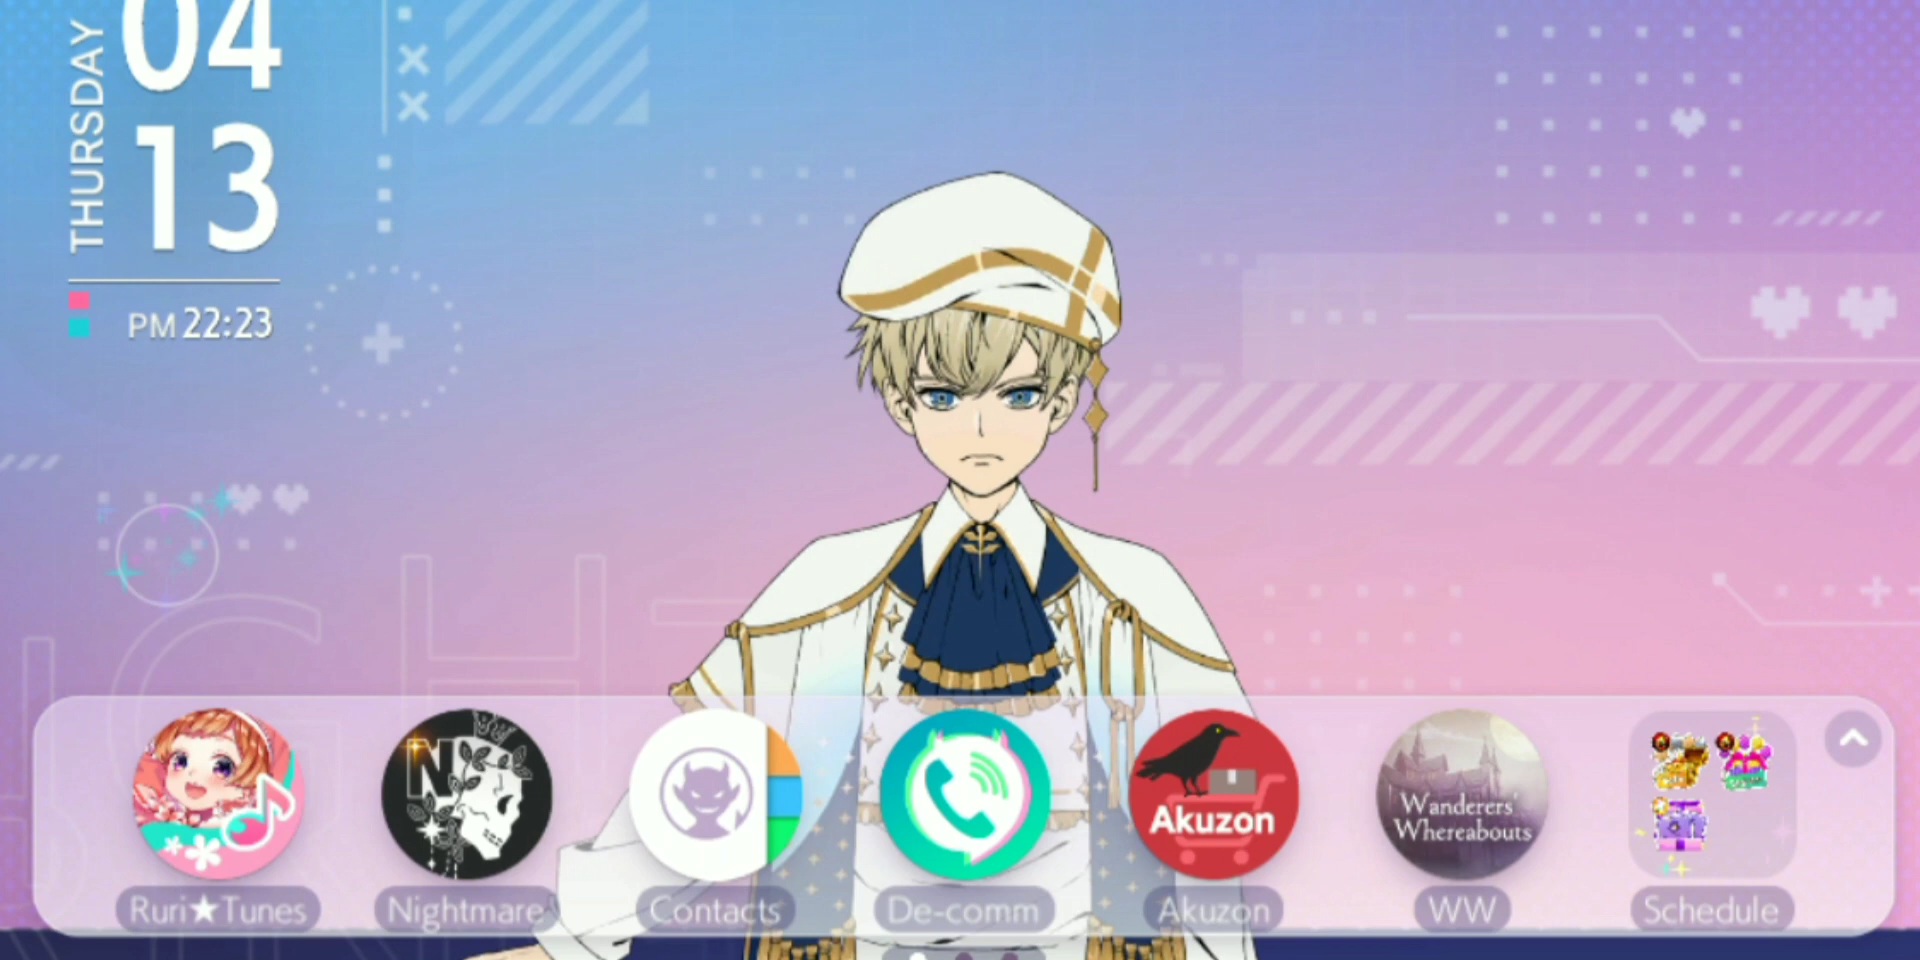 THURSDAY
04
13
PM 22:23
N
Akuzon
Wanderers'
Whereabouts
Ruri★Tunes
Nightmare
Contacts
De-comm
Akuzon
WW
Schedule